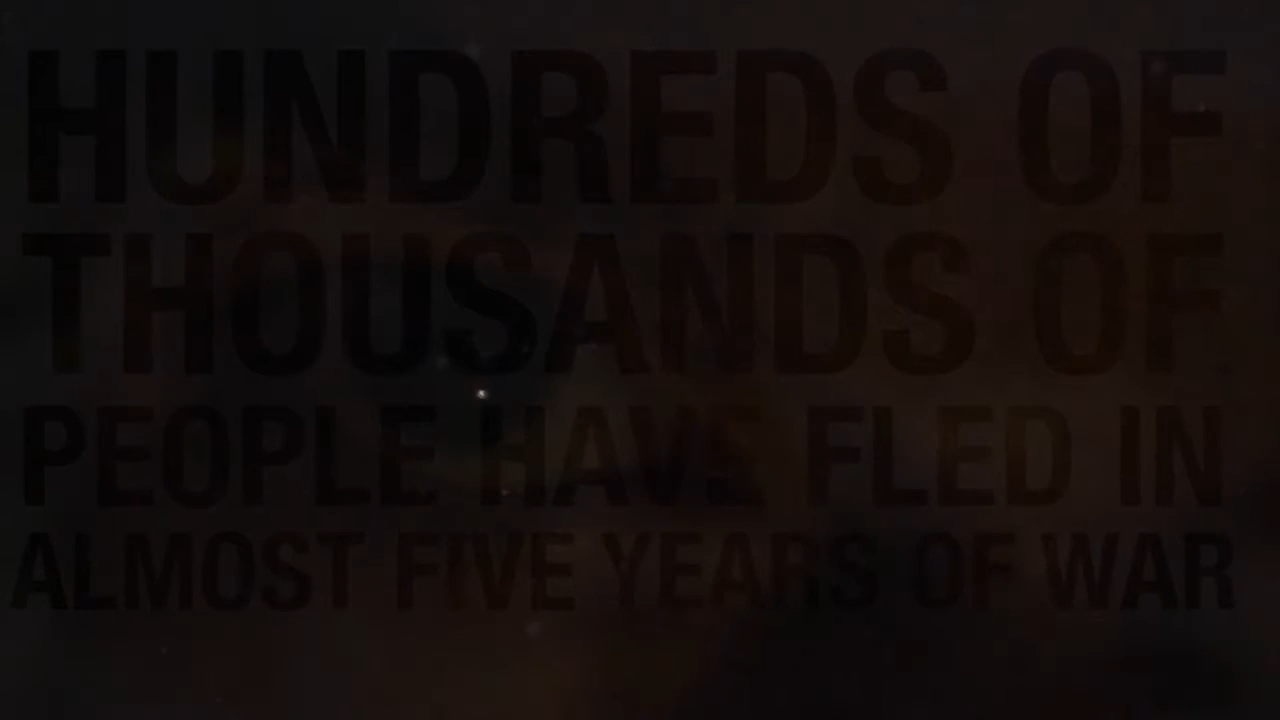 HUNDREDS OF
THOUSANDS OF
PEOPLE HAVE FLED IN
ALMOST FIVE YEARS OF WAR